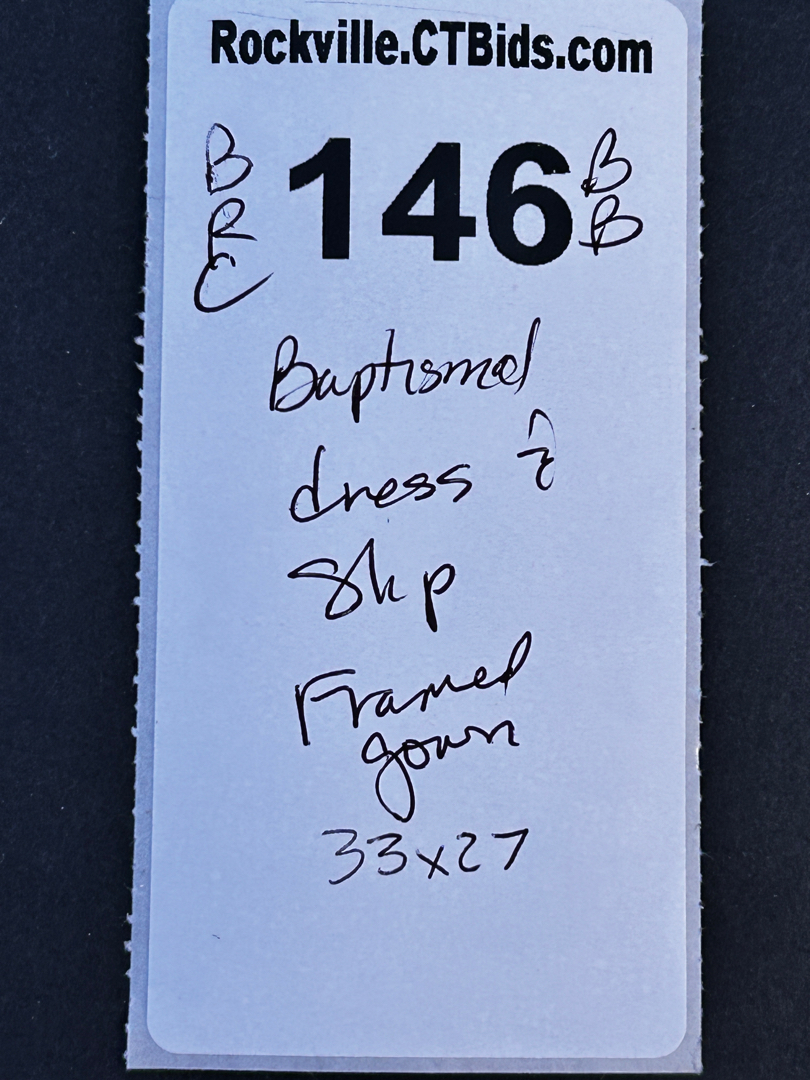 Rockville.CTBids.com
B 146 B
R B
C
Baptismal
dress &
Slip
Framed
gown
33x27